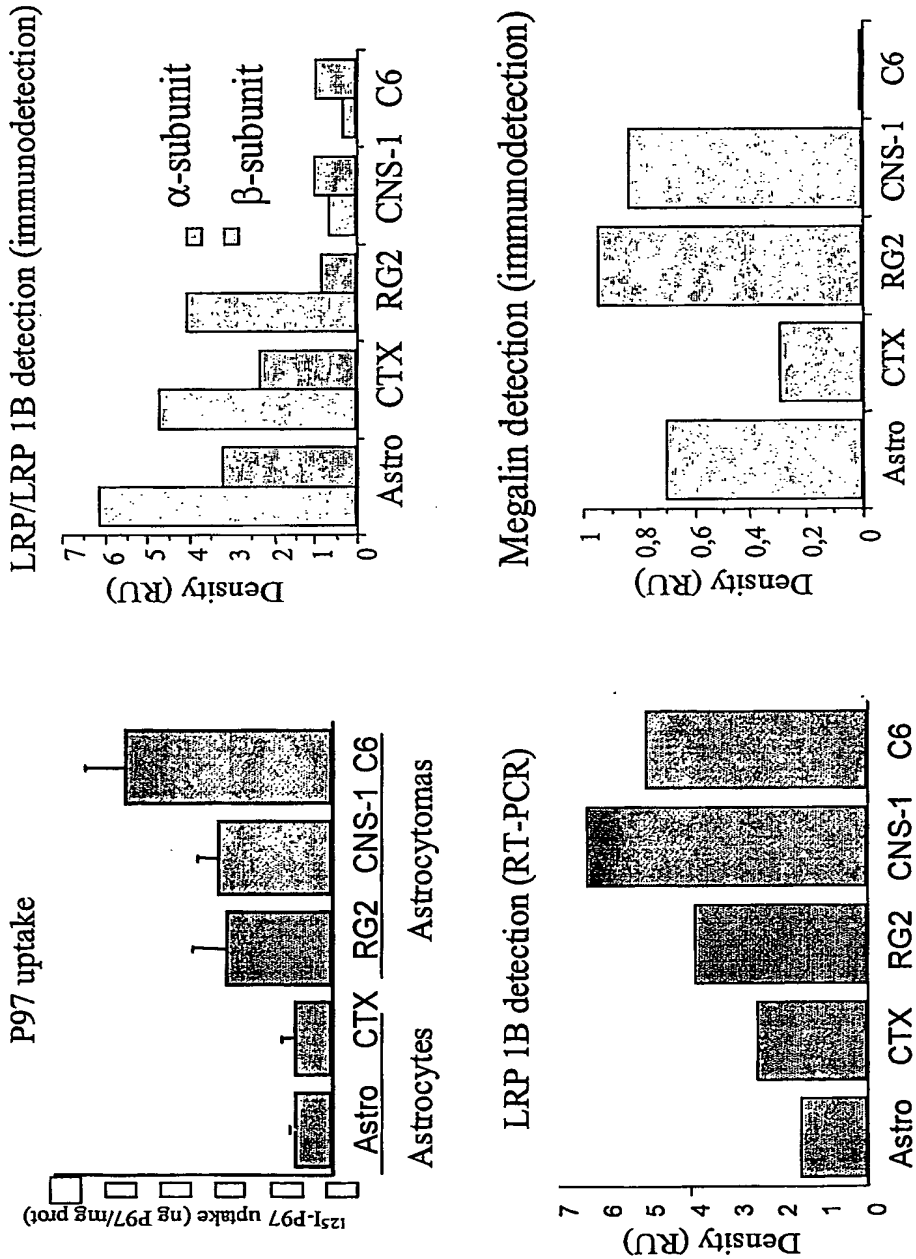 P97 uptake
¹²⁵I-P97 uptake (ng P97/mg prot)
Astro CTX RG2 CNS-1 C6
Astrocytes Astrocytomas
LRP/LRP 1B detection (immunodetection)
α-subunit
β-subunit
Density (RU)
7
6
5
4
3
2
1
0
Astro CTX RG2 CNS-1 C6
LRP 1B detection (RT-PCR)
Density (RU)
7
6
5
4
3
2
1
0
Astro CTX RG2 CNS-1 C6
Megalin detection (immunodetection)
Density (RU)
1
0,8
0,6
0,4
0,2
0
Astro CTX RG2 CNS-1 C6